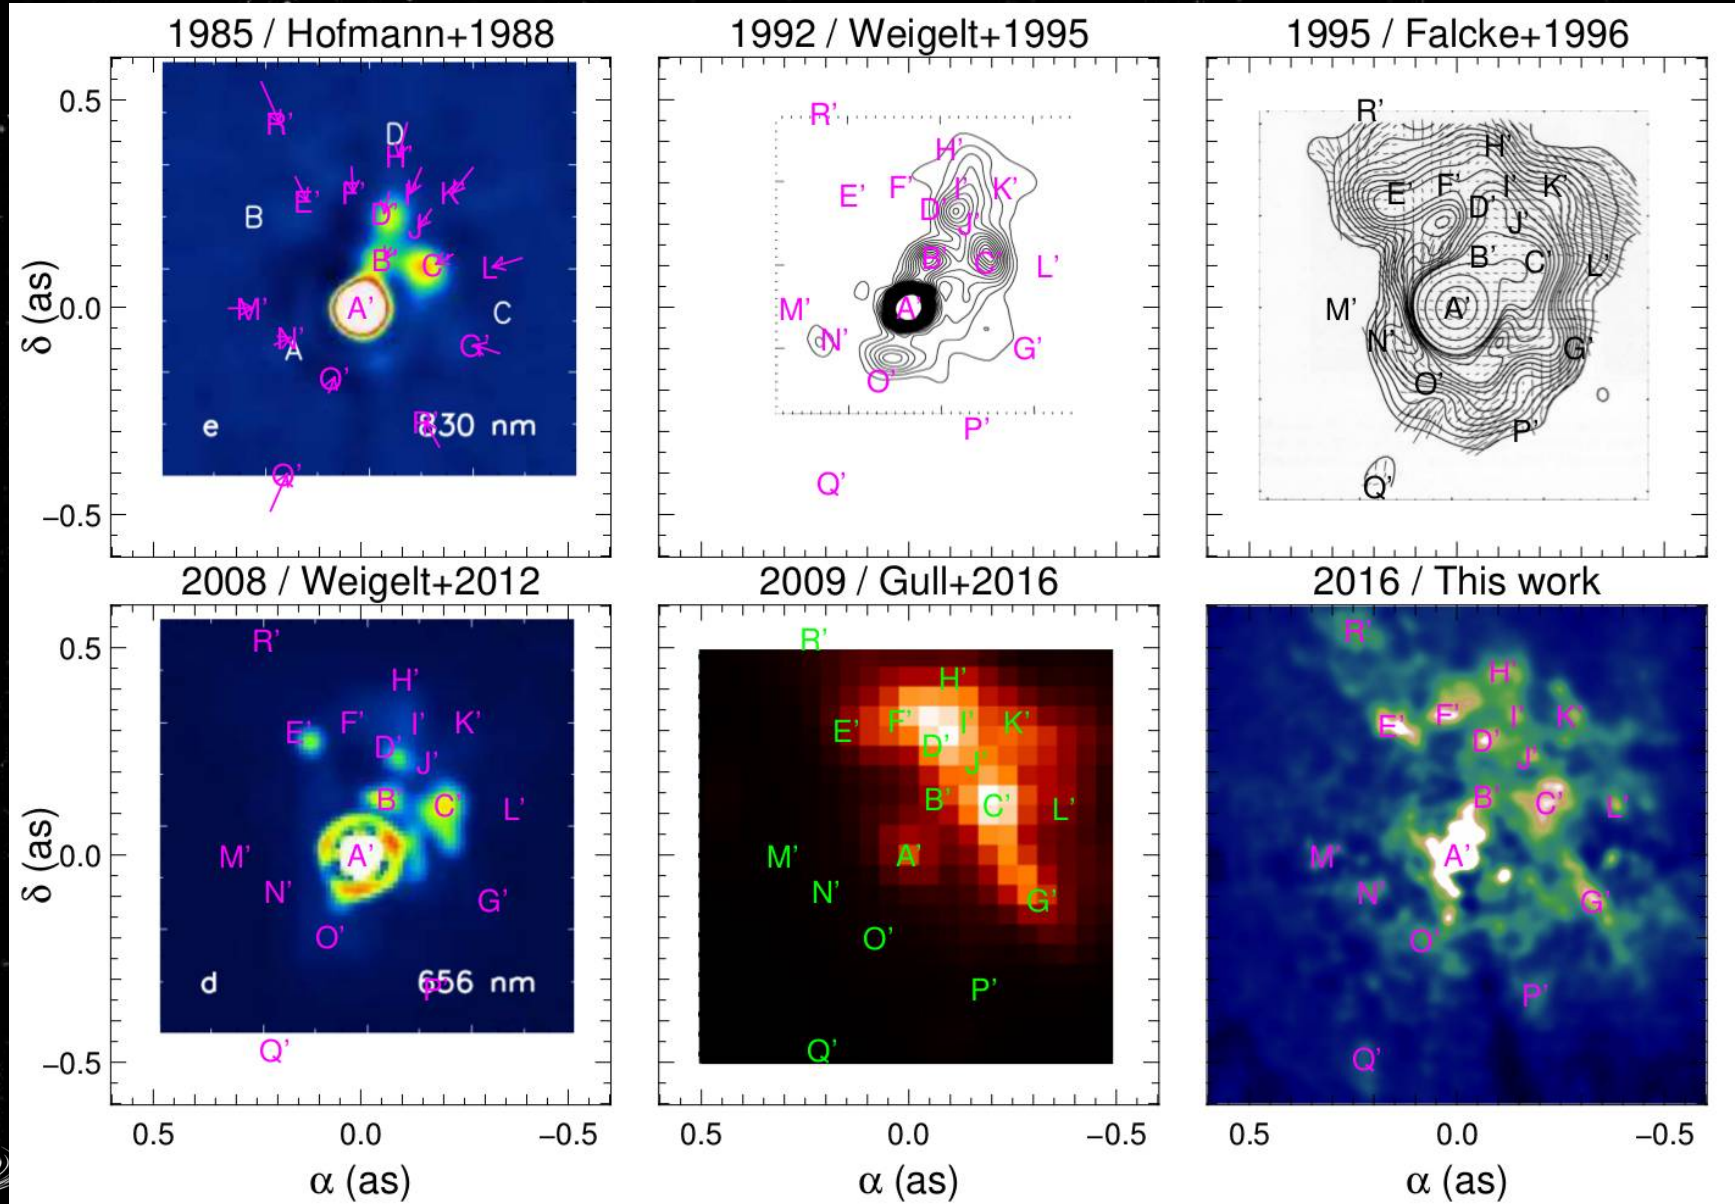 1985 / Hofmann+1988
0.5
0.0
−0.5
δ (as)
R'
D
H'
E' F' I' K'
B D' J'
B' C' L'
M' A' C
N' G'
A
O'
e P' 830 nm
Q'
1992 / Weigelt+1995
R'
H'
E' F' I' K'
D' J'
B' C' L'
M' A'
N' G'
O'
P'
Q'
1995 / Falcke+1996
R'
H'
E' F' I' K'
D' J'
B' C' L'
M' A'
N' G'
O'
P'
Q'
2008 / Weigelt+2012
0.5
0.0
−0.5
δ (as)
R'
H'
E' F' I' K'
D' J'
B' C' L'
M' A'
N' G'
O'
d P' 656 nm
Q'
0.5 0.0 −0.5
α (as)
2009 / Gull+2016
R'
H'
E' F' I' K'
D' J'
B' C' L'
M' A'
N' G'
O'
P'
Q'
0.5 0.0 −0.5
α (as)
2016 / This work
R'
H'
E' F' I' K'
D' J'
B' C' L'
M' A'
N' G'
O'
P'
Q'
0.5 0.0 −0.5
α (as)